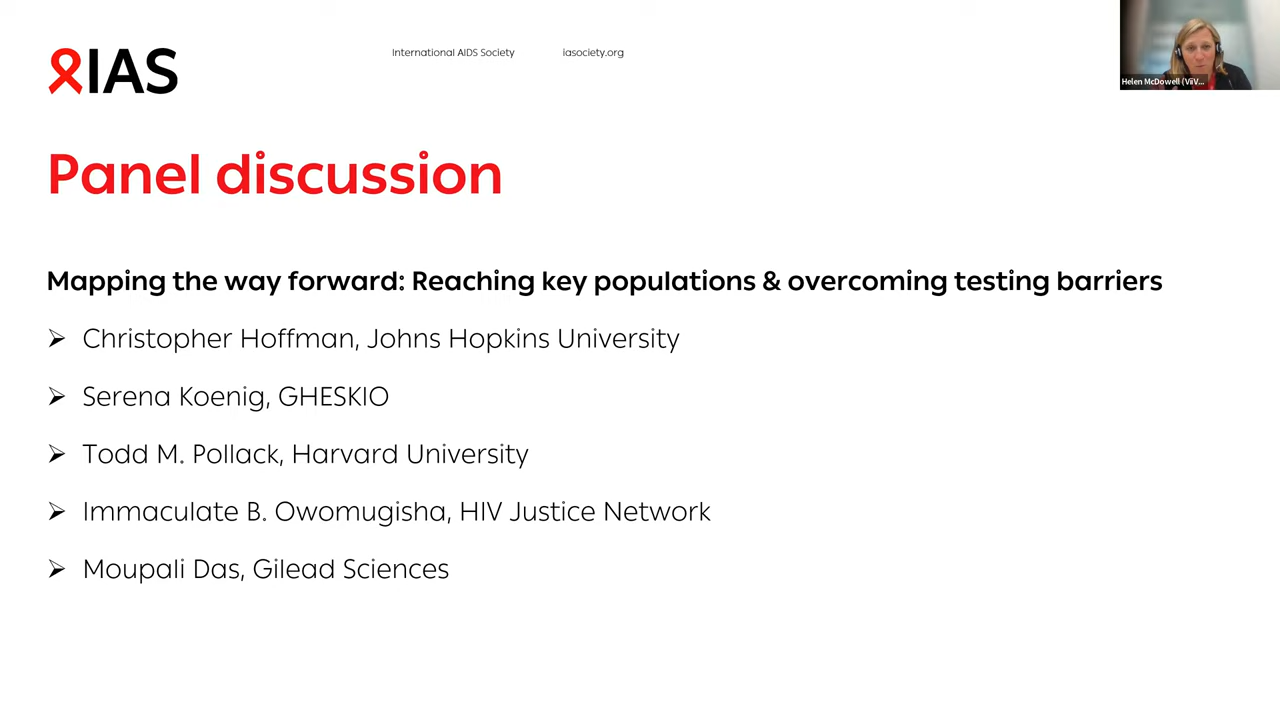 IAS
International AIDS Society
iasociety.org
Helen McDowell (ViiV...
Panel discussion
Mapping the way forward: Reaching key populations & overcoming testing barriers
➢ Christopher Hoffman, Johns Hopkins University
➢ Serena Koenig, GHESKIO
➢ Todd M. Pollack, Harvard University
➢ Immaculate B. Owomugisha, HIV Justice Network
➢ Moupali Das, Gilead Sciences